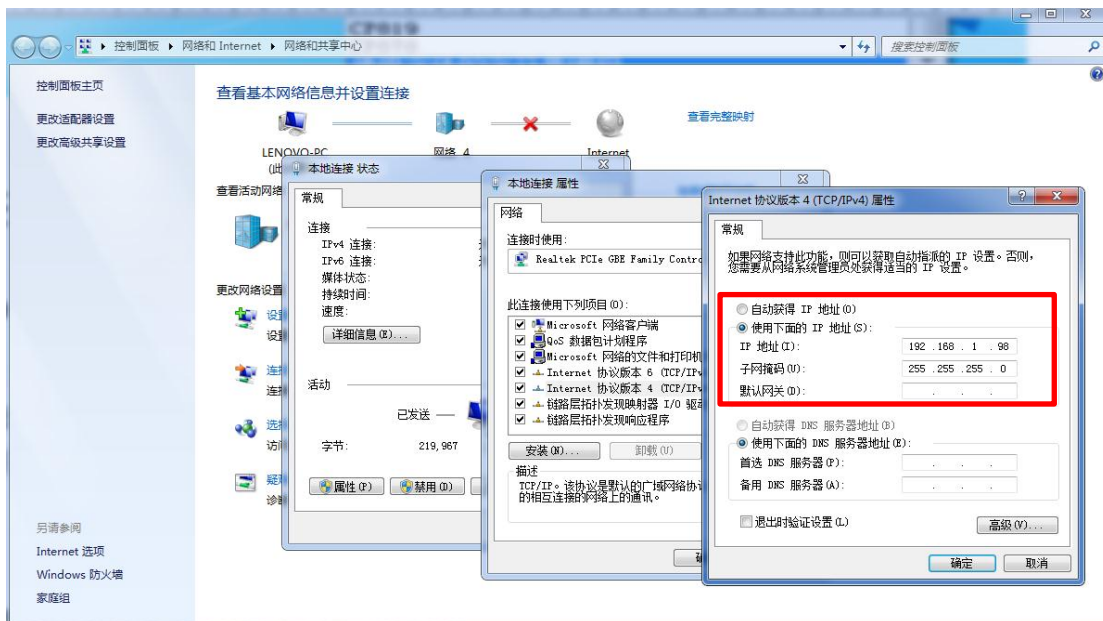 CP019
控制面板 ▸ 网络和 Internet ▸ 网络和共享中心
搜索控制面板
控制面板主页
更改适配器设置
更改高级共享设置
另请参阅
Internet 选项
Windows 防火墙
家庭组
查看基本网络信息并设置连接
查看完整映射
LENOVO-PC
网络 4
Internet
查看活动网络
更改网络设置
本地连接 状态
常规
连接
IPv4 连接:
IPv6 连接:
媒体状态:
持续时间:
速度:
详细信息(E)...
活动
已发送
字节:
219,967
属性(P)
禁用(D)
本地连接 属性
网络
连接时使用:
Realtek PCIe GBE Family Contro
此连接使用下列项目(O):
Microsoft 网络客户端
QoS 数据包计划程序
Microsoft 网络的文件和打印机
Internet 协议版本 6 (TCP/IPv
Internet 协议版本 4 (TCP/IPv
链路层拓扑发现映射器 I/O 驱动
链路层拓扑发现响应程序
安装(N)...
卸载(U)
描述
TCP/IP。该协议是默认的广域网络协议
的相互连接的网络上的通讯。
Internet 协议版本 4 (TCP/IPv4) 属性
常规
如果网络支持此功能，则可以获取自动指派的 IP 设置。否则，
您需要从网络系统管理员处获得适当的 IP 设置。
自动获得 IP 地址(O)
使用下面的 IP 地址(S):
IP 地址(I): 192 .168 . 1 . 98
子网掩码(U): 255 .255 .255 . 0
默认网关(D): . . .
自动获得 DNS 服务器地址(B)
使用下面的 DNS 服务器地址(E):
首选 DNS 服务器(P): . . .
备用 DNS 服务器(A): . . .
退出时验证设置(L)
高级(V)...
确定
取消